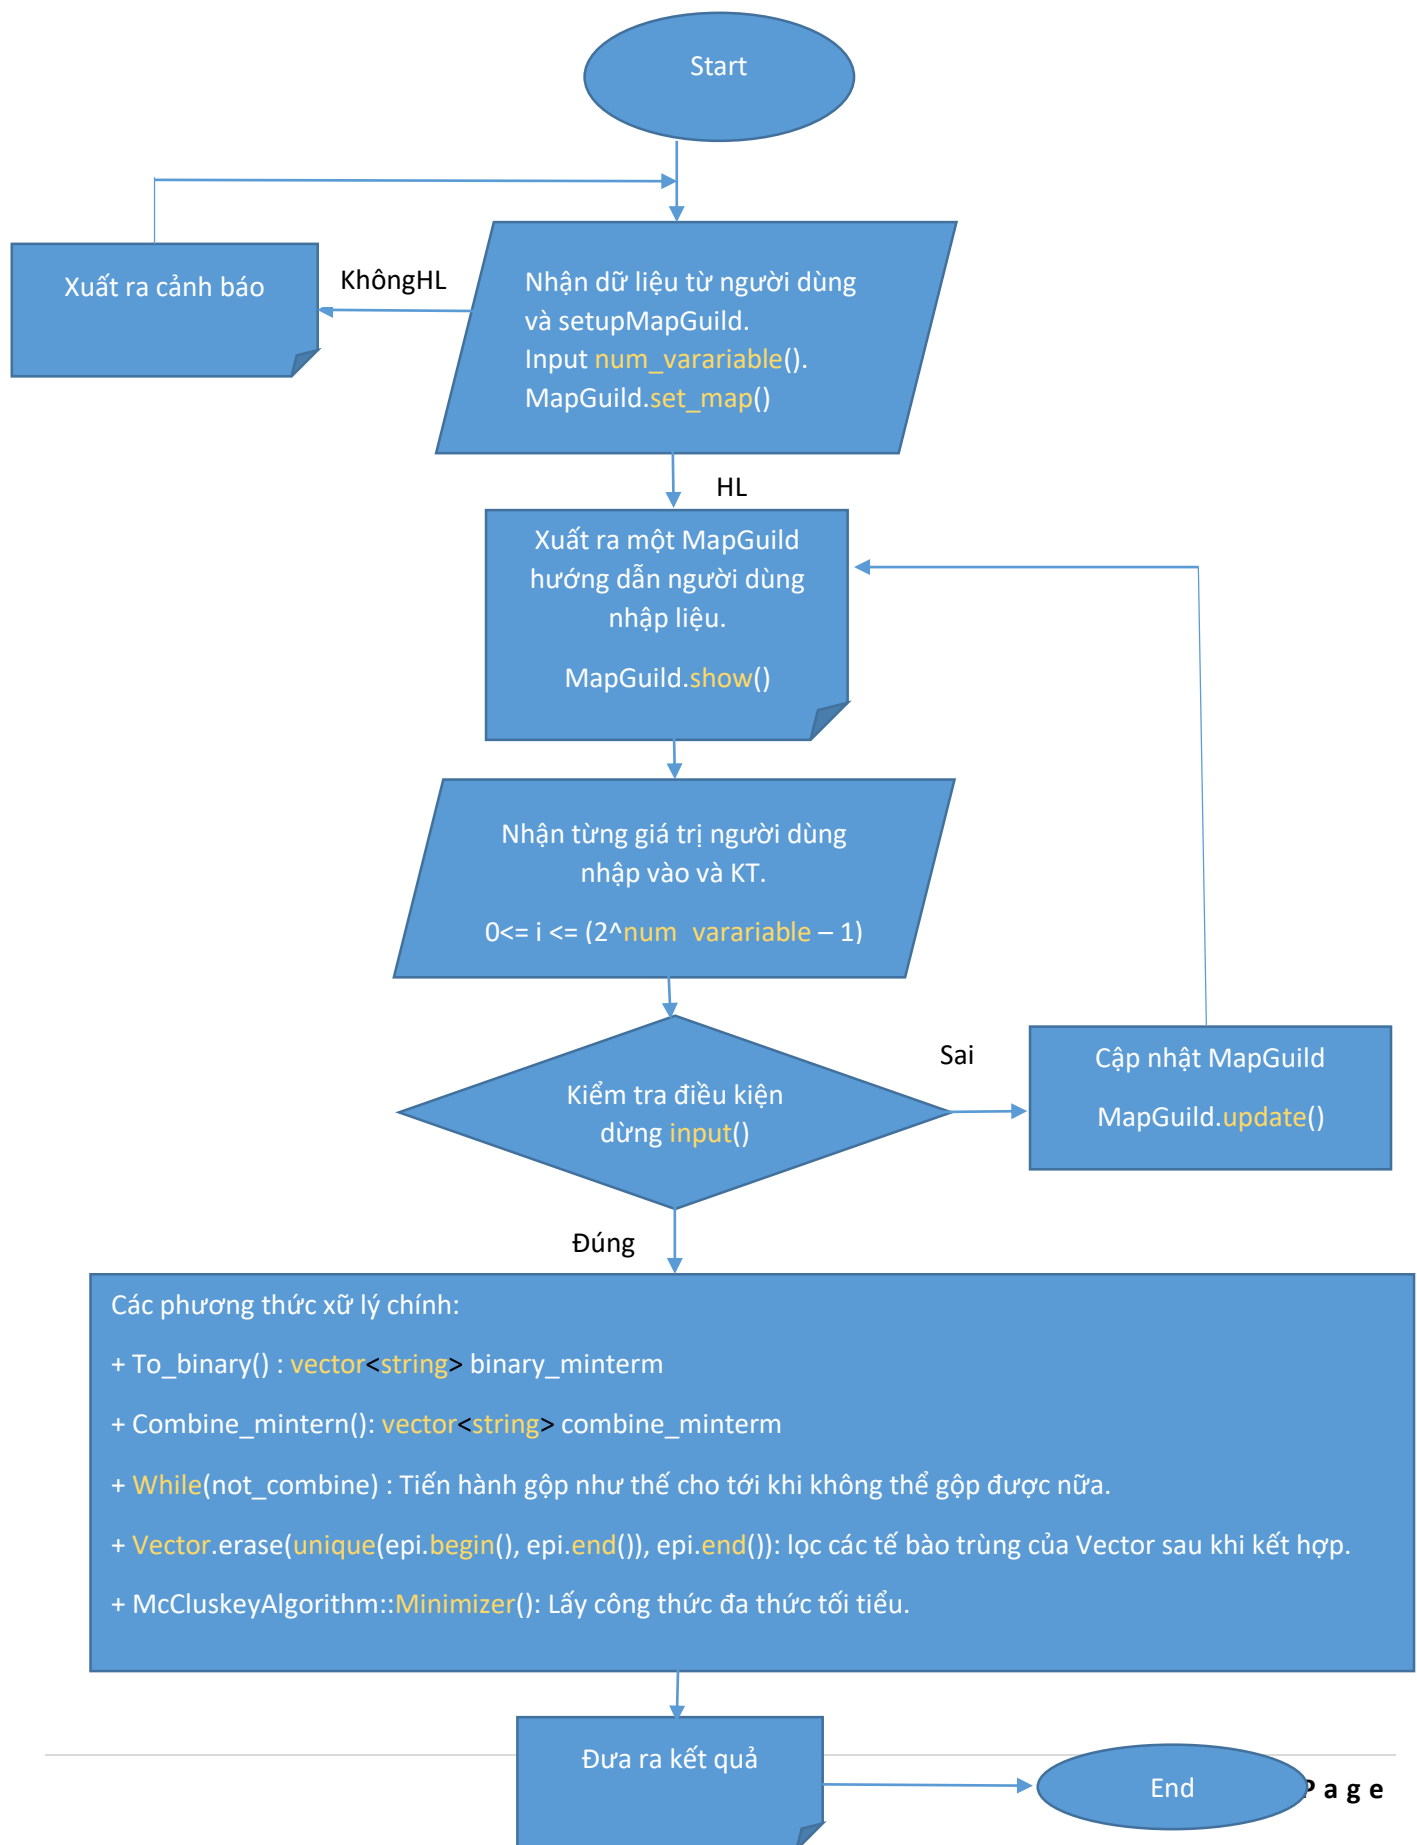 Start
Xuất ra cảnh báo
KhôngHL
Nhận dữ liệu từ người dùng
và setupMapGuild.
Input num_varariable().
MapGuild.set_map()
HL
Xuất ra một MapGuild
hướng dẫn người dùng
nhập liệu.
MapGuild.show()
Nhận từng giá trị người dùng
nhập vào và KT.
0<= i <= (2^num varariable – 1)
Kiểm tra điều kiện
dừng input()
Sai
Cập nhật MapGuild
MapGuild.update()
Đúng
Các phương thức xữ lý chính:
+ To_binary() : vector<string> binary_minterm
+ Combine_mintern(): vector<string> combine_minterm
+ While(not_combine) : Tiến hành gộp như thế cho tới khi không thể gộp được nữa.
+ Vector.erase(unique(epi.begin(), epi.end()), epi.end()): lọc các tế bào trùng của Vector sau khi kết hợp.
+ McCluskeyAlgorithm::Minimizer(): Lấy công thức đa thức tối tiểu.
Đưa ra kết quả
End
Page